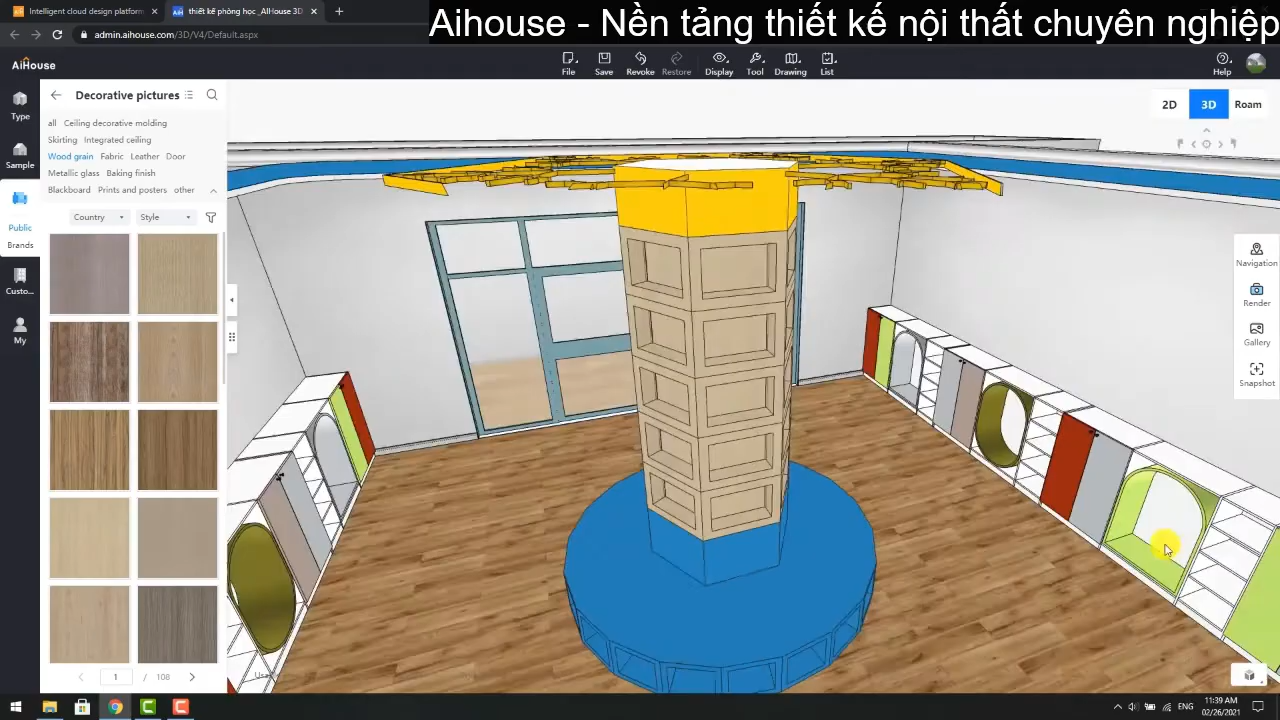 Intelligent cloud design platform
thiết kế phòng học _AiHouse 3D
Aihouse - Nền tảng thiết kế nội thất chuyên nghiệp
admin.aihouse.com/3D/V4/Default.aspx
AiHouse
File
Save
Revoke
Restore
Display
Tool
Drawing
List
Help
Type
Sample
Public
Brands
Custo...
My
Decorative pictures
all Ceiling decorative molding
Skirting Integrated ceiling
Wood grain Fabric Leather Door
Metallic glass Baking finish
Blackboard Prints and posters other
Country
Style
1 / 108
2D
3D
Roam
Navigation
Render
Gallery
Snapshot
ENG
11:39 AM
02/26/2021